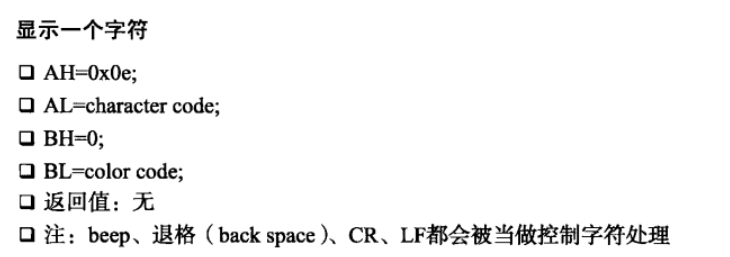 显示一个字符
❑ AH=0x0e;
❑ AL=character code;
❑ BH=0;
❑ BL=color code;
❑ 返回值：无
❑ 注：beep、退格（back space）、CR、LF都会被当做控制字符处理